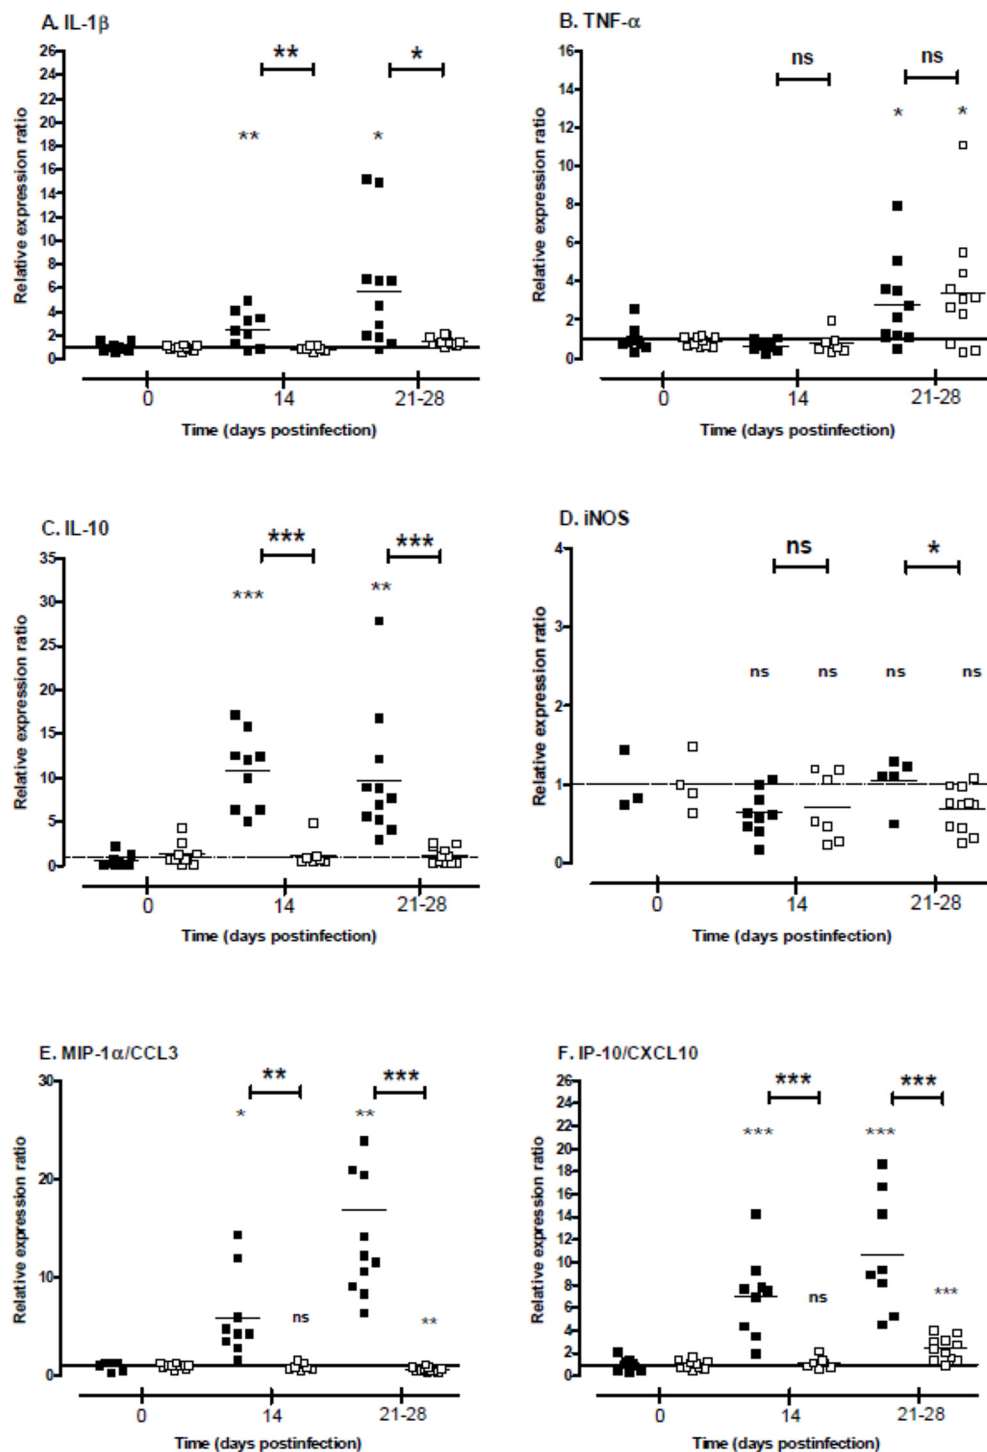 A. IL-1β
Relative expression ratio
26
24
22
20
18
16
14
12
10
8
6
4
2
0
** *
** *
0 14 21-28
Time (days postinfection)
B. TNF-α
Relative expression ratio
16
14
12
10
8
6
4
2
0
ns ns
* *
0 14 21-28
Time (days postinfection)
C. IL-10
Relative expression ratio
35
30
25
20
15
10
5
0
*** ***
*** **
0 14 21-28
Time (days postinfection)
D. iNOS
Relative expression ratio
4
3
2
1
0
ns *
ns ns ns ns
0 14 21-28
Time (days postinfection)
E. MIP-1α/CCL3
Relative expression ratio
30
20
10
0
** ***
* **
ns **
0 14 21-28
Time (days postinfection)
F. IP-10/CXCL10
Relative expression ratio
26
24
22
20
18
16
14
12
10
8
6
4
2
0
*** ***
*** ***
ns ***
0 14 21-28
Time (days postinfection)